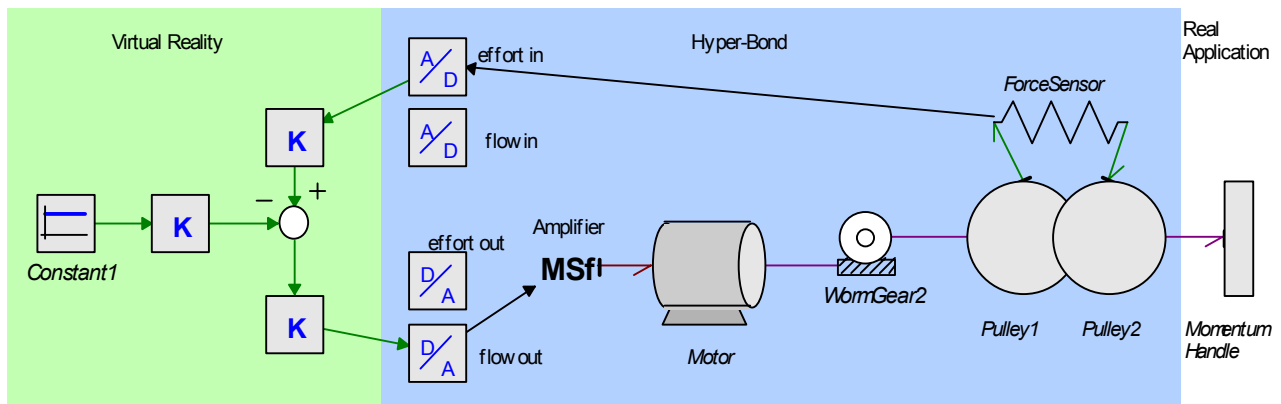 Virtual Reality
Hyper-Bond
Real
Application
A/D
effort in
ForceSensor
A/D
flow in
K
− +
K
Constant1
effort out
D/A
Amplifier
MSf
WormGear2
K
D/A
flow out
Motor
Pulley1
Pulley2
Momentum
Handle